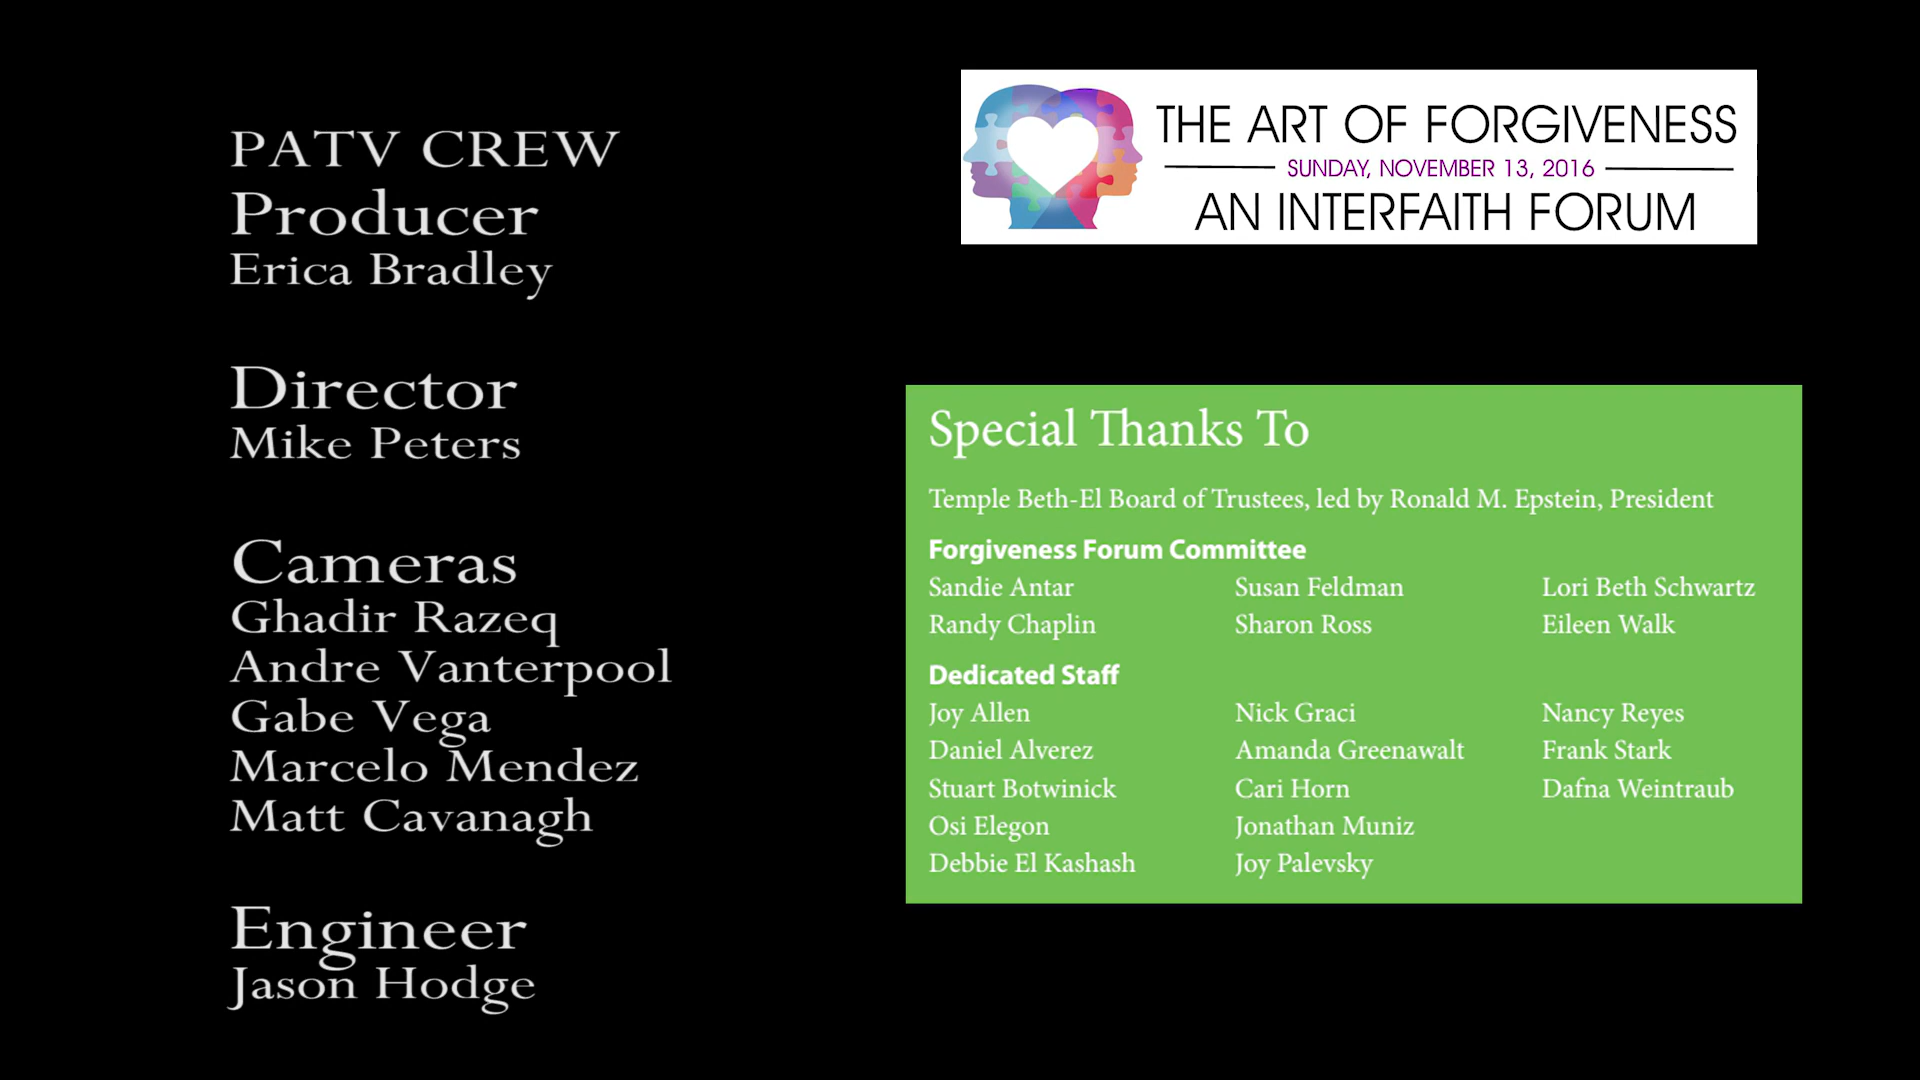 PATV CREW
Producer
Erica Bradley
Director
Mike Peters
Cameras
Ghadir Razeq
Andre Vanterpool
Gabe Vega
Marcelo Mendez
Matt Cavanagh
Engineer
Jason Hodge
THE ART OF FORGIVENESS
SUNDAY, NOVEMBER 13, 2016
AN INTERFAITH FORUM
Special Thanks To
Temple Beth-El Board of Trustees, led by Ronald M. Epstein, President
Forgiveness Forum Committee
Sandie Antar Susan Feldman Lori Beth Schwartz
Randy Chaplin Sharon Ross Eileen Walk
Dedicated Staff
Joy Allen Nick Graci Nancy Reyes
Daniel Alverez Amanda Greenawalt Frank Stark
Stuart Botwinick Cari Horn Dafna Weintraub
Osi Elegon Jonathan Muniz
Debbie El Kashash Joy Palevsky